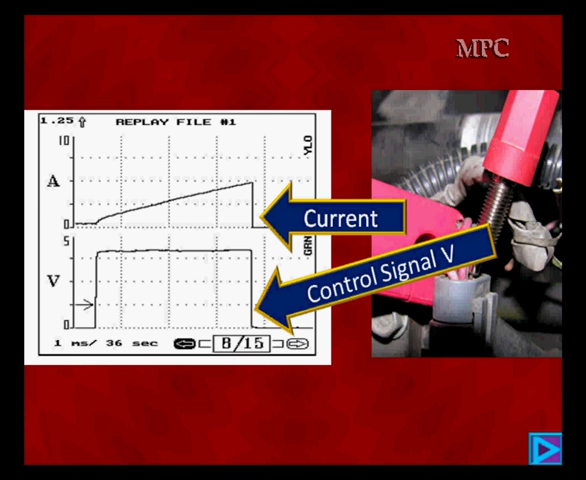 MPC
1.25 REPLAY FILE #1
10
YLO
A
Current
0
5
GRN
V
Control Signal V
0
1 ms/ 36 sec 8/15